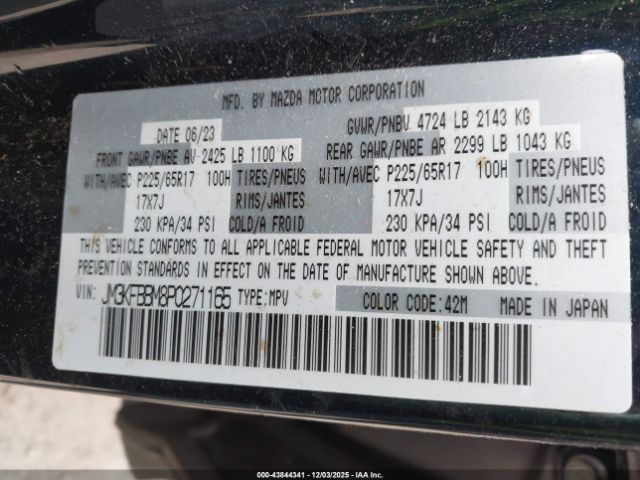 MFD. BY MAZDA MOTOR CORPORATION
DATE 06/23 GVWR/PNBV 4724 LB 2143 KG
FRONT GAWR/PNBE AV 2425 LB 1100 KG REAR GAWR/PNBE AR 2299 LB 1043 KG
WITH/AVEC P225/65R17 100H TIRES/PNEUS WITH/AVEC P225/65R17 100H TIRES/PNEUS
17X7J RIMS/JANTES 17X7J RIMS/JANTES
230 KPA/34 PSI COLD/A FROID 230 KPA/34 PSI COLD/A FROID
THIS VEHICLE CONFORMS TO ALL APPLICABLE FEDERAL MOTOR VEHICLE SAFETY AND THEFT
PREVENTION STANDARDS IN EFFECT ON THE DATE OF MANUFACTURE SHOWN ABOVE.
VIN: JM3KFBBM8P0271165 TYPE:MPV COLOR CODE:42M MADE IN JAPAN
000-43844341 - 12/03/2025 - IAA Inc.